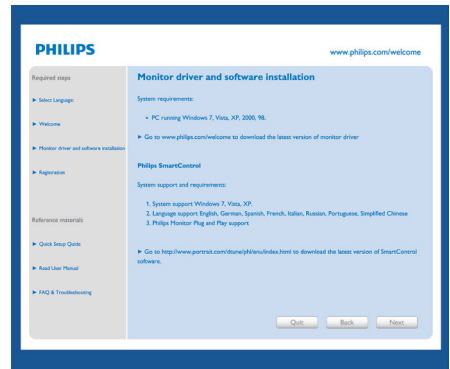 PHILIPS
www.philips.com/welcome
Required steps
► Select Language:
► Welcome
► Monitor driver and software installation
► Registration
Reference materials
► Quick Setup Guide
► Read User Manual
► FAQ & Troubleshooting
Monitor driver and software installation
System requirements:
• PC running Windows 7, Vista, XP, 2000, 98.
► Go to www.philips.com/welcome to download the latest version of monitor driver
Philips SmartControl
System support and requirements:
1. System support Windows 7, Vista, XP.
2. Language support English, German, Spanish, French, Italian, Russian, Portuguese, Simplified Chinese
3. Philips Monitor Plug and Play support
► Go to http://www.portrait.com/dtune/phl/enu/index.html to download the latest version of SmartControl
software.
Quit
Back
Next